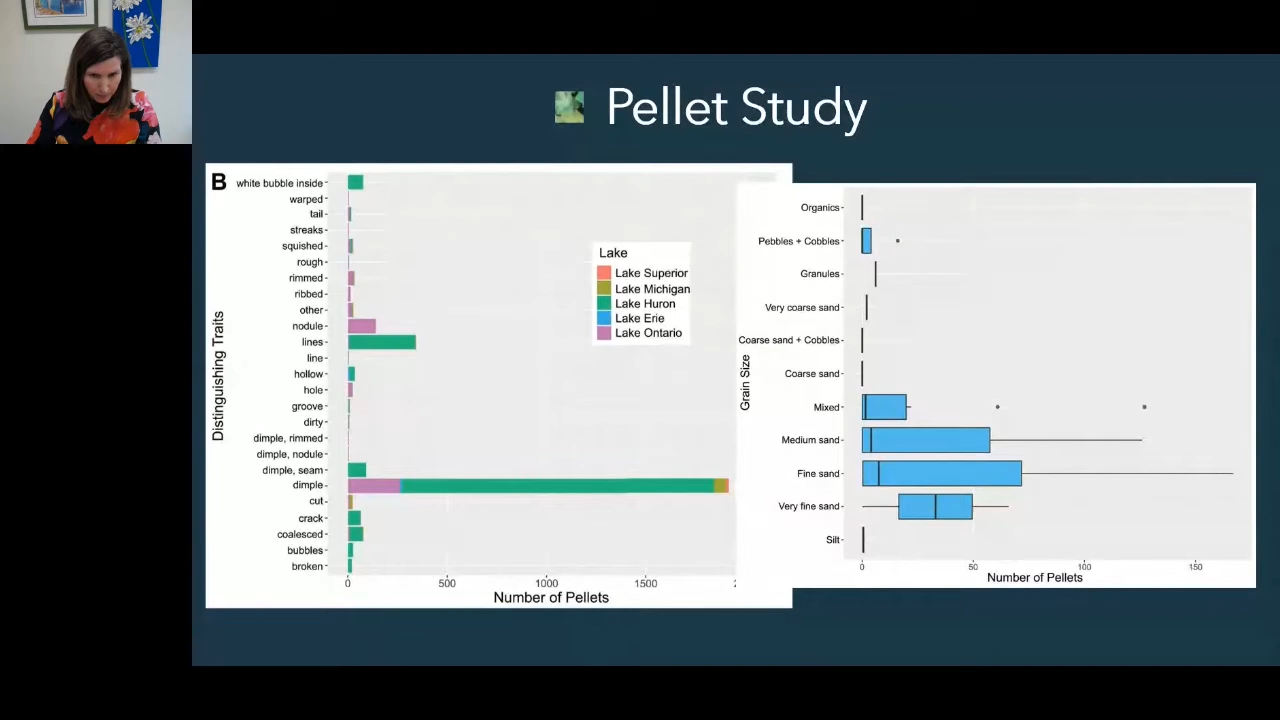 Pellet Study
B
Distinguishing Traits
white bubble inside
warped
tail
streaks
squished
rough
rimmed
ribbed
other
nodule
lines
line
hollow
hole
groove
dirty
dimple, rimmed
dimple, nodule
dimple, seam
dimple
cut
crack
coalesced
bubbles
broken
0 500 1000 1500
Number of Pellets
Lake
Lake Superior
Lake Michigan
Lake Huron
Lake Erie
Lake Ontario
Grain Size
Organics
Pebbles + Cobbles
Granules
Very coarse sand
Coarse sand + Cobbles
Coarse sand
Mixed
Medium sand
Fine sand
Very fine sand
Silt
0 50 100 150
Number of Pellets